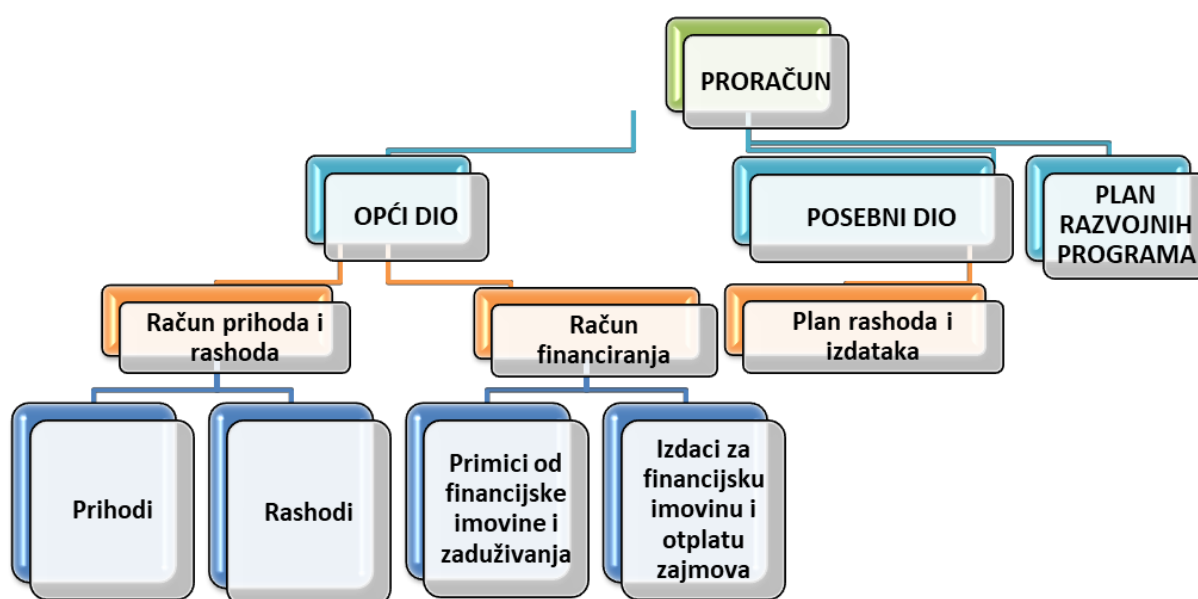 PRORAČUN
OPĆI DIO
POSEBNI DIO
PLAN
RAZVOJNIH
PROGRAMA
Račun prihoda i
rashoda
Račun
financiranja
Plan rashoda i
izdataka
Prihodi
Rashodi
Primici od
financijske
imovine i
zaduživanja
Izdaci za
financijsku
imovinu i
otplatu
zajmova